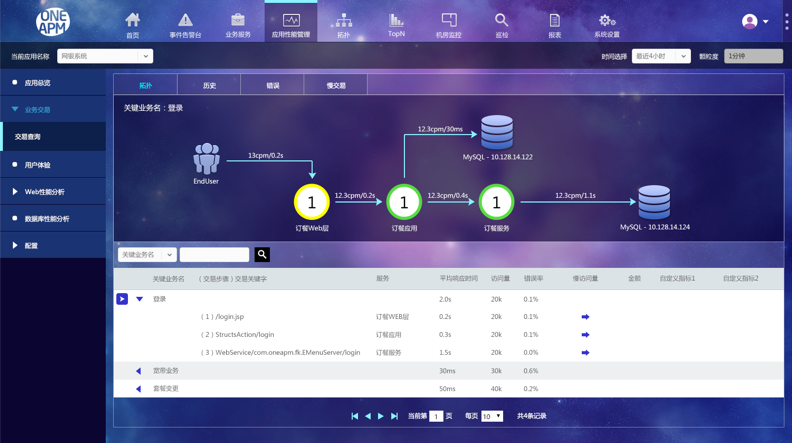 ONE
APM
首页
事件告警台
业务服务
应用性能管理
拓扑
TopN
机房监控
巡检
报表
系统设置
当前应用名称 网报系统
时间选择 最近4小时 颗粒度 1分钟
应用总览
业务交易
交易查询
用户体验
Web性能分析
数据库性能分析
配置
拓扑 历史 错误 慢交易
关键业务名：登录
EndUser
13cpm/0.2s
1
订餐Web层
12.3cpm/0.2s
1
订餐应用
12.3cpm/30ms
MySQL - 10.128.14.122
12.3cpm/0.4s
1
订餐服务
12.3cpm/1.1s
MySQL - 10.128.14.124
关键业务名
关键业务名 （交易步骤）交易关键字 服务 平均响应时间 访问量 错误率 慢访问量 金额 自定义指标1 自定义指标2
登录 2.0s 20k 0.1%
（1）/login.jsp 订餐WEB层 0.2s 20k 0.1%
（2）StructsAction/login 订餐应用 0.3s 20k 0.1%
（3）WebService/com.oneapm.fk.EMenuServer/login 订餐服务 1.5s 20k 0.0%
宽带业务 30ms 30k 0.6%
套餐变更 50ms 40k 0.2%
当前第 1 页 每页 10 共4条记录